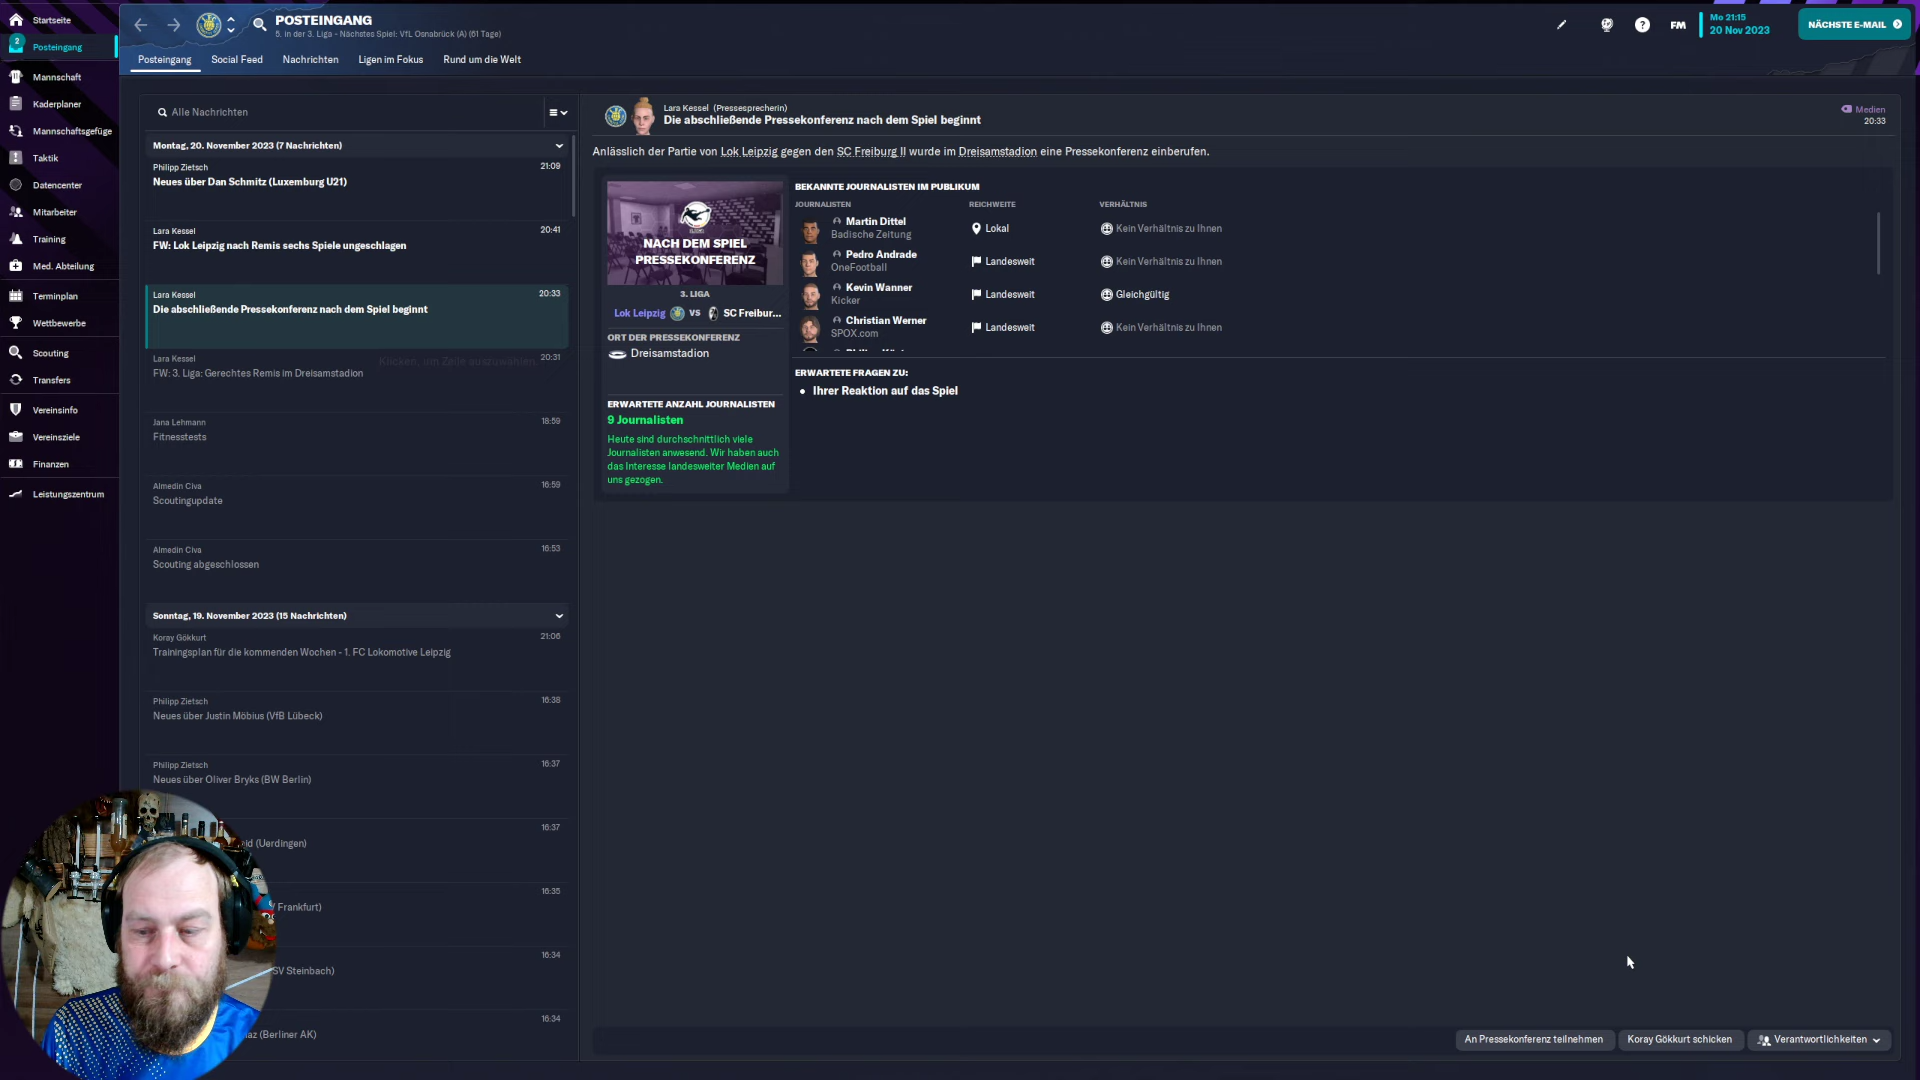 Startseite
2
Posteingang
Mannschaft
Kaderplaner
Mannschaftsgefüge
Taktik
Datencenter
Mitarbeiter
Training
Med. Abteilung
Terminplan
Wettbewerbe
Scouting
Transfers
Vereinsinfo
Vereinsziele
Finanzen
Leistungszentrum
POSTEINGANG
5. in der 3. Liga - Nächstes Spiel: VfL Osnabrück (A) (61 Tage)
FM
Mo 21:15
20 Nov 2023
NÄCHSTE E-MAIL
Posteingang Social Feed Nachrichten Ligen im Fokus Rund um die Welt
Alle Nachrichten
Montag, 20. November 2023 (7 Nachrichten)
Philipp Zietsch 21:09
Neues über Dan Schmitz (Luxemburg U21)
Lara Kessel 20:41
FW: Lok Leipzig nach Remis sechs Spiele ungeschlagen
Lara Kessel 20:33
Die abschließende Pressekonferenz nach dem Spiel beginnt
Lara Kessel 20:31
Klicken, um Zeile auszuwählen
FW: 3. Liga: Gerechtes Remis im Dreisamstadion
Jana Lehmann 18:59
Fitnesstests
Almedin Civa 16:59
Scoutingupdate
Almedin Civa 16:53
Scouting abgeschlossen
Sonntag, 19. November 2023 (15 Nachrichten)
Koray Gökkurt 21:06
Trainingsplan für die kommenden Wochen - 1. FC Lokomotive Leipzig
Philipp Zietsch 16:38
Neues über Justin Möbius (VfB Lübeck)
Philipp Zietsch 16:37
Neues über Oliver Bryks (BW Berlin)
16:37
(Uerdingen)
16:35
Frankfurt)
16:34
SV Steinbach)
16:34
(Berliner AK)
Lara Kessel (Pressesprecherin)
Die abschließende Pressekonferenz nach dem Spiel beginnt
Medien
20:33
Anlässlich der Partie von Lok Leipzig gegen den SC Freiburg II wurde im Dreisamstadion eine Pressekonferenz einberufen.
NACH DEM SPIEL
PRESSEKONFERENZ
3. LIGA
Lok Leipzig VS SC Freibur...
ORT DER PRESSEKONFERENZ
Dreisamstadion
ERWARTETE ANZAHL JOURNALISTEN
9 Journalisten
Heute sind durchschnittlich viele
Journalisten anwesend. Wir haben auch
das Interesse landesweiter Medien auf
uns gezogen.
BEKANNTE JOURNALISTEN IM PUBLIKUM
JOURNALISTEN REICHWEITE VERHÄLTNIS
Martin Dittel
Badische Zeitung
Lokal
Kein Verhältnis zu Ihnen
Pedro Andrade
OneFootball
Landesweit
Kein Verhältnis zu Ihnen
Kevin Wanner
Kicker
Landesweit
Gleichgültig
Christian Werner
SPOX.com
Landesweit
Kein Verhältnis zu Ihnen
ERWARTETE FRAGEN ZU:
• Ihrer Reaktion auf das Spiel
An Pressekonferenz teilnehmen
Koray Gökkurt schicken
Verantwortlichkeiten